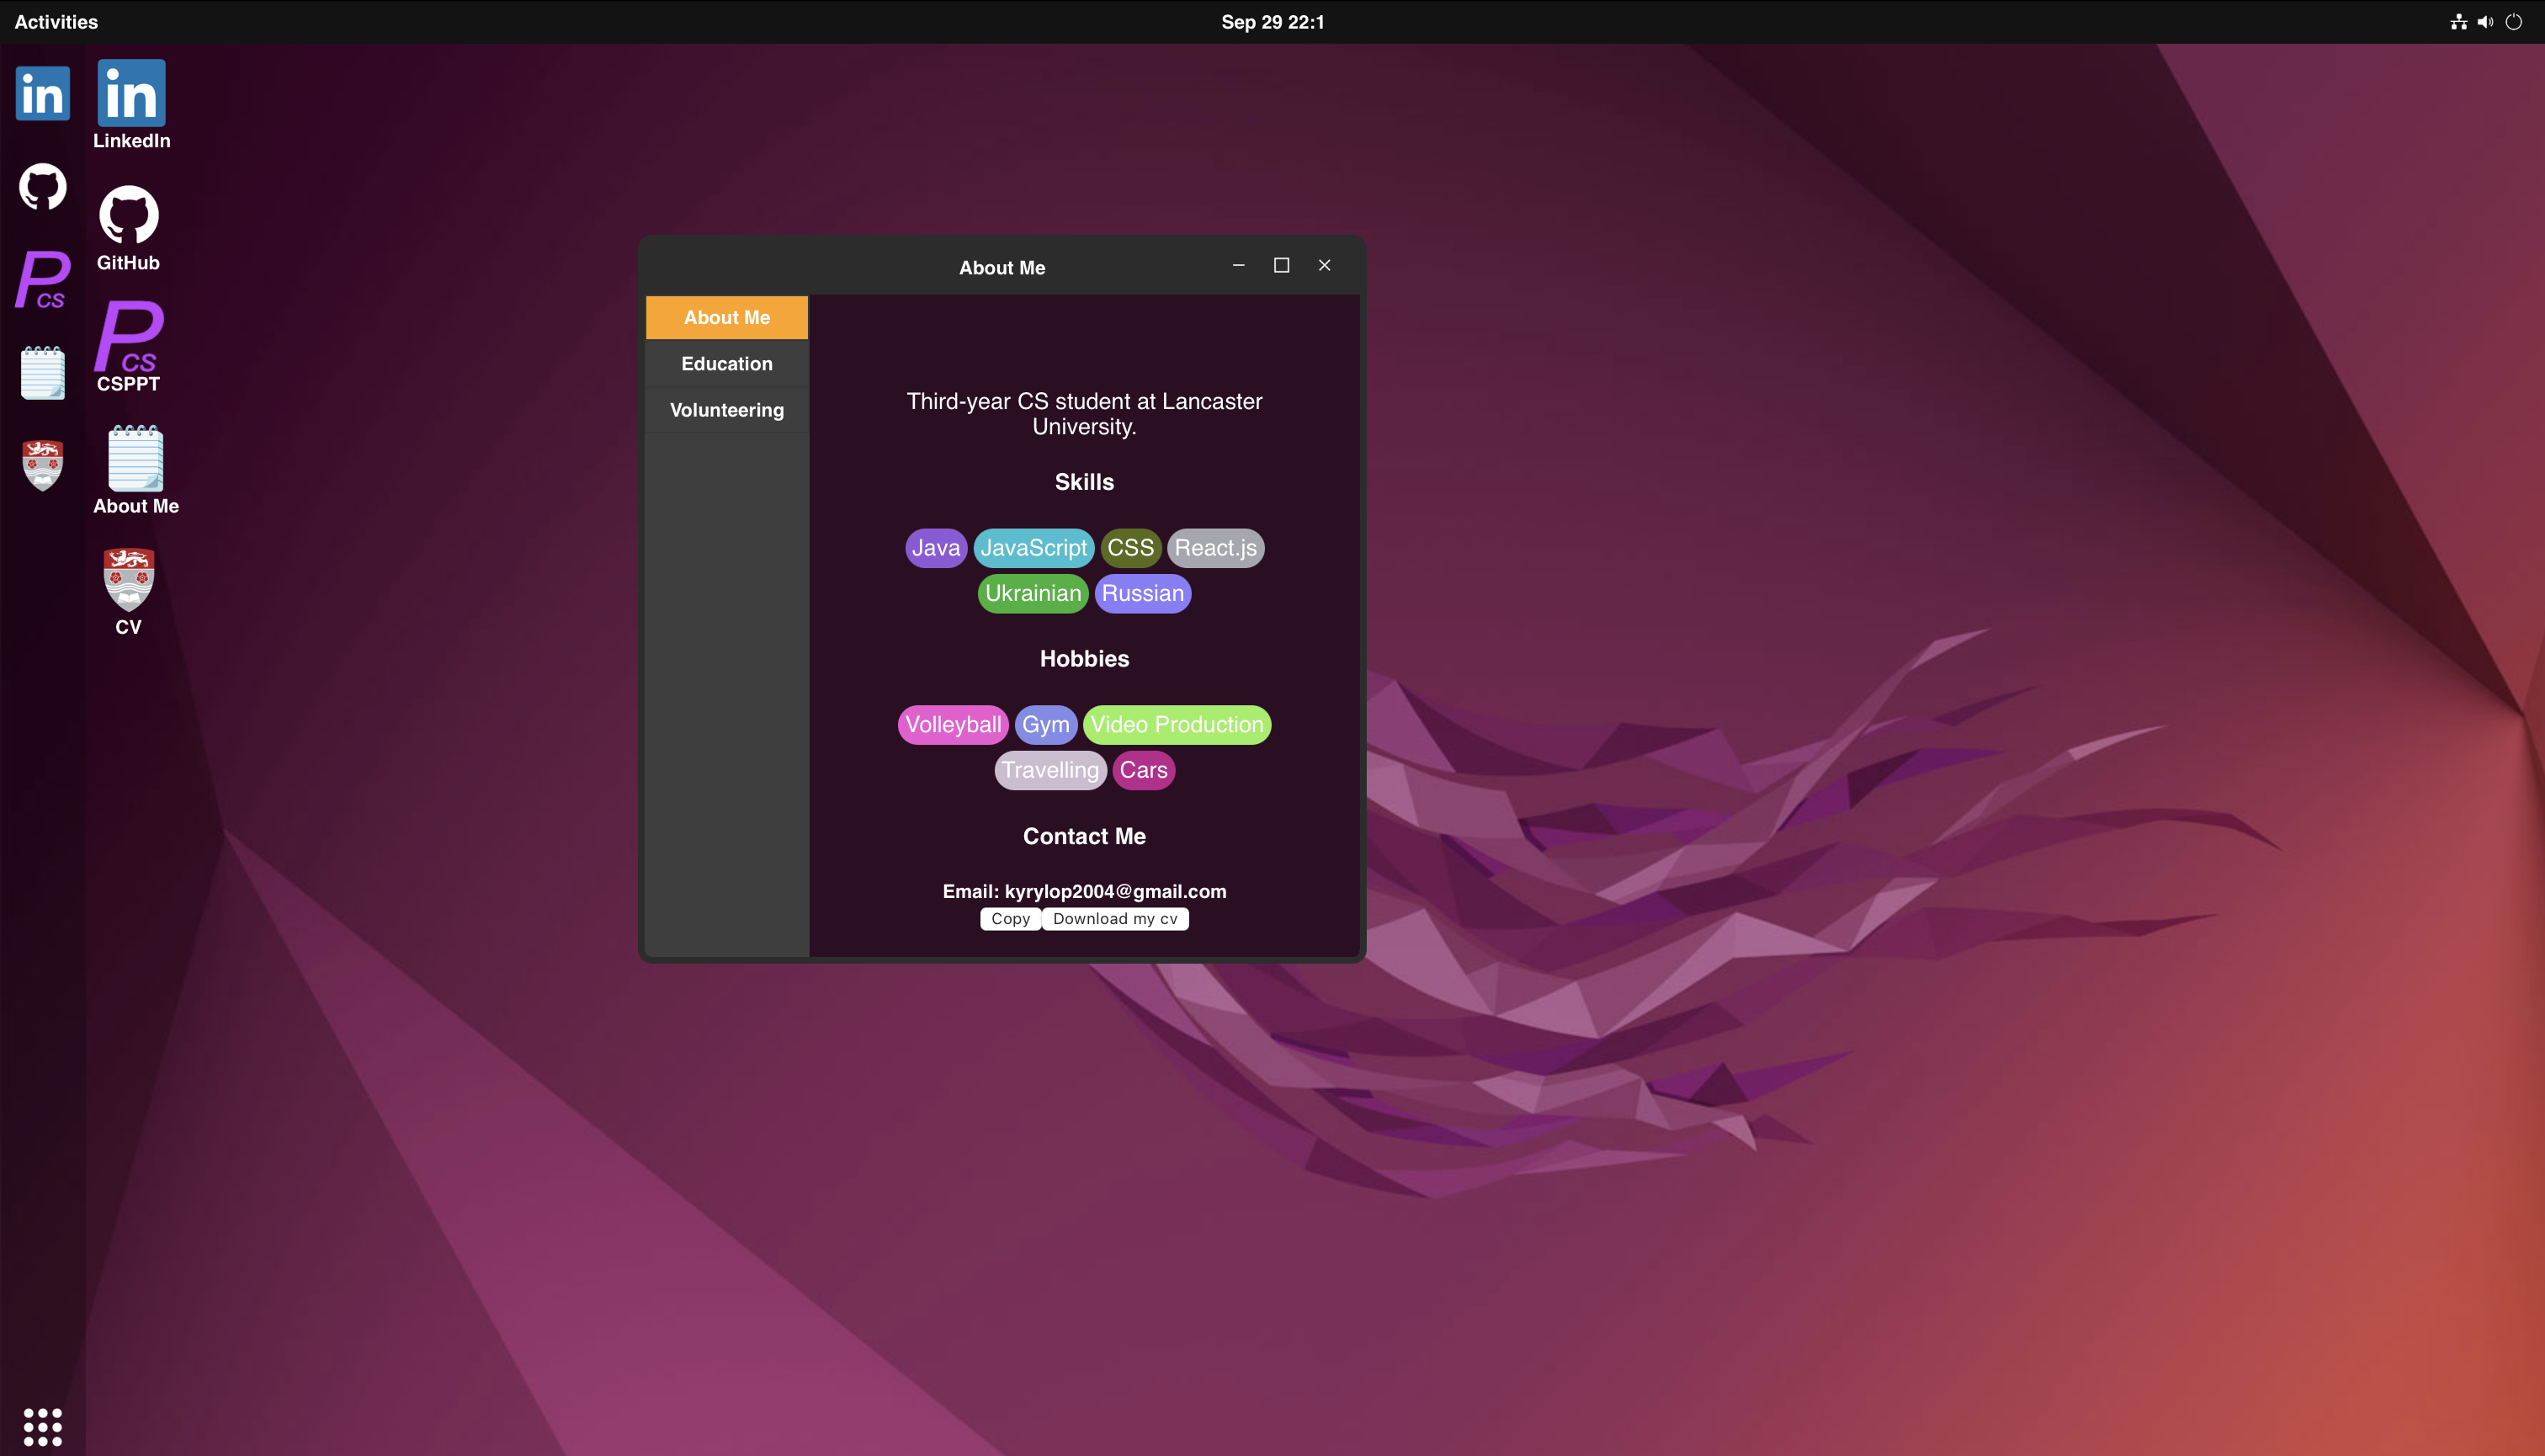 Activities
Sep 29 22:1
in
in
LinkedIn
GitHub
PCS
PCS
CSPPT
About Me
CV
About Me
About Me
Education
Volunteering
Third-year CS student at Lancaster
University.
Skills
Java JavaScript CSS React.js
Ukrainian Russian
Hobbies
Volleyball Gym Video Production
Travelling Cars
Contact Me
Email: kyrylop2004@gmail.com
Copy Download my cv